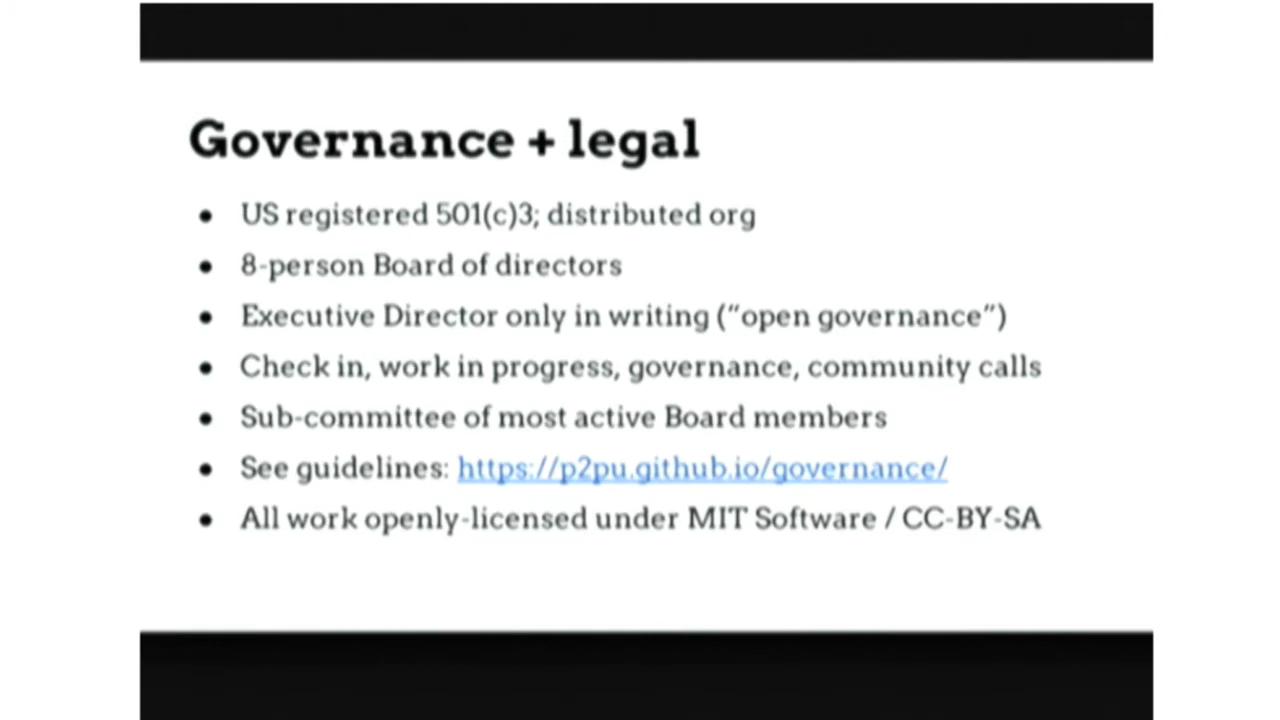 Governance + legal
● US registered 501(c)3; distributed org
● 8-person Board of directors
● Executive Director only in writing (“open governance”)
● Check in, work in progress, governance, community calls
● Sub-committee of most active Board members
● See guidelines: https://p2pu.github.io/governance/
● All work openly-licensed under MIT Software / CC-BY-SA